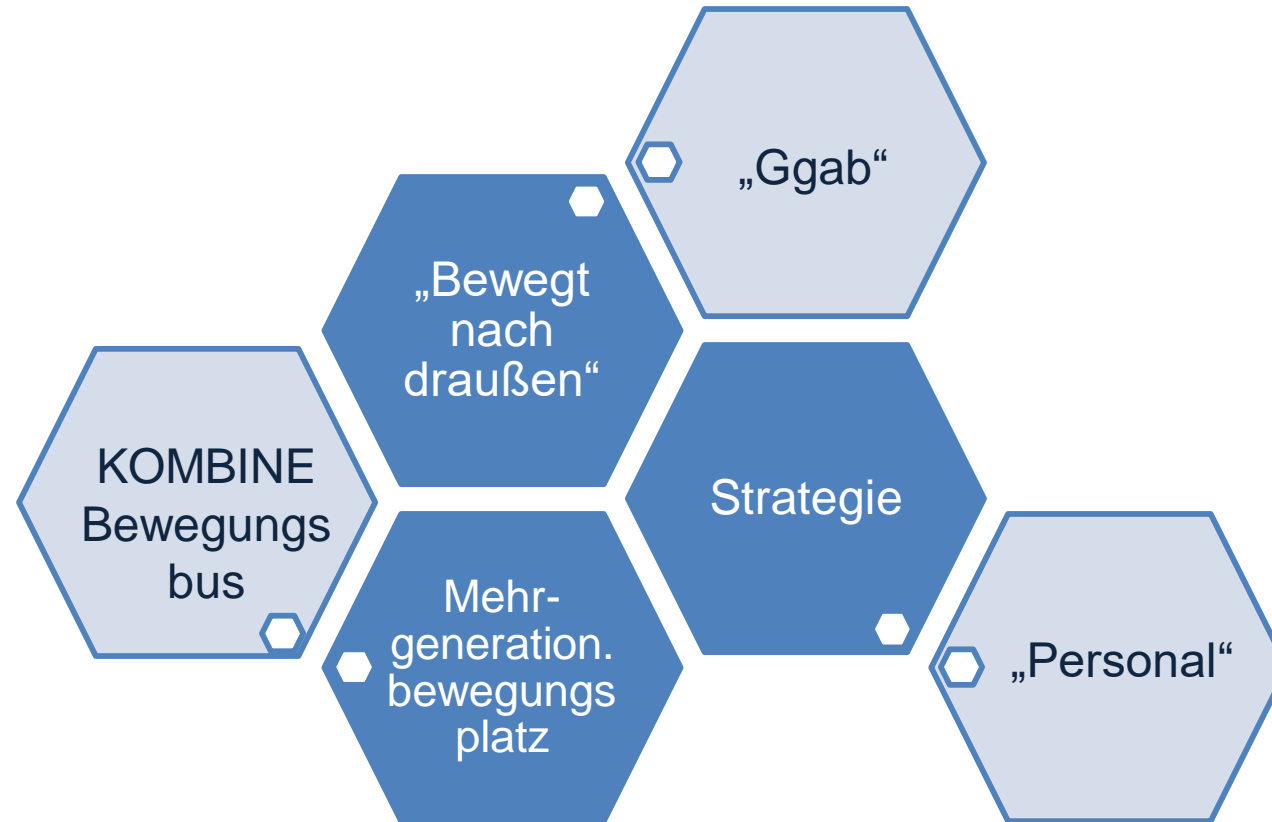 „Ggab“
„Bewegt
nach
draußen“
KOMBINE
Bewegungs
bus
Strategie
Mehr-
generation.
bewegungs
platz
„Personal“